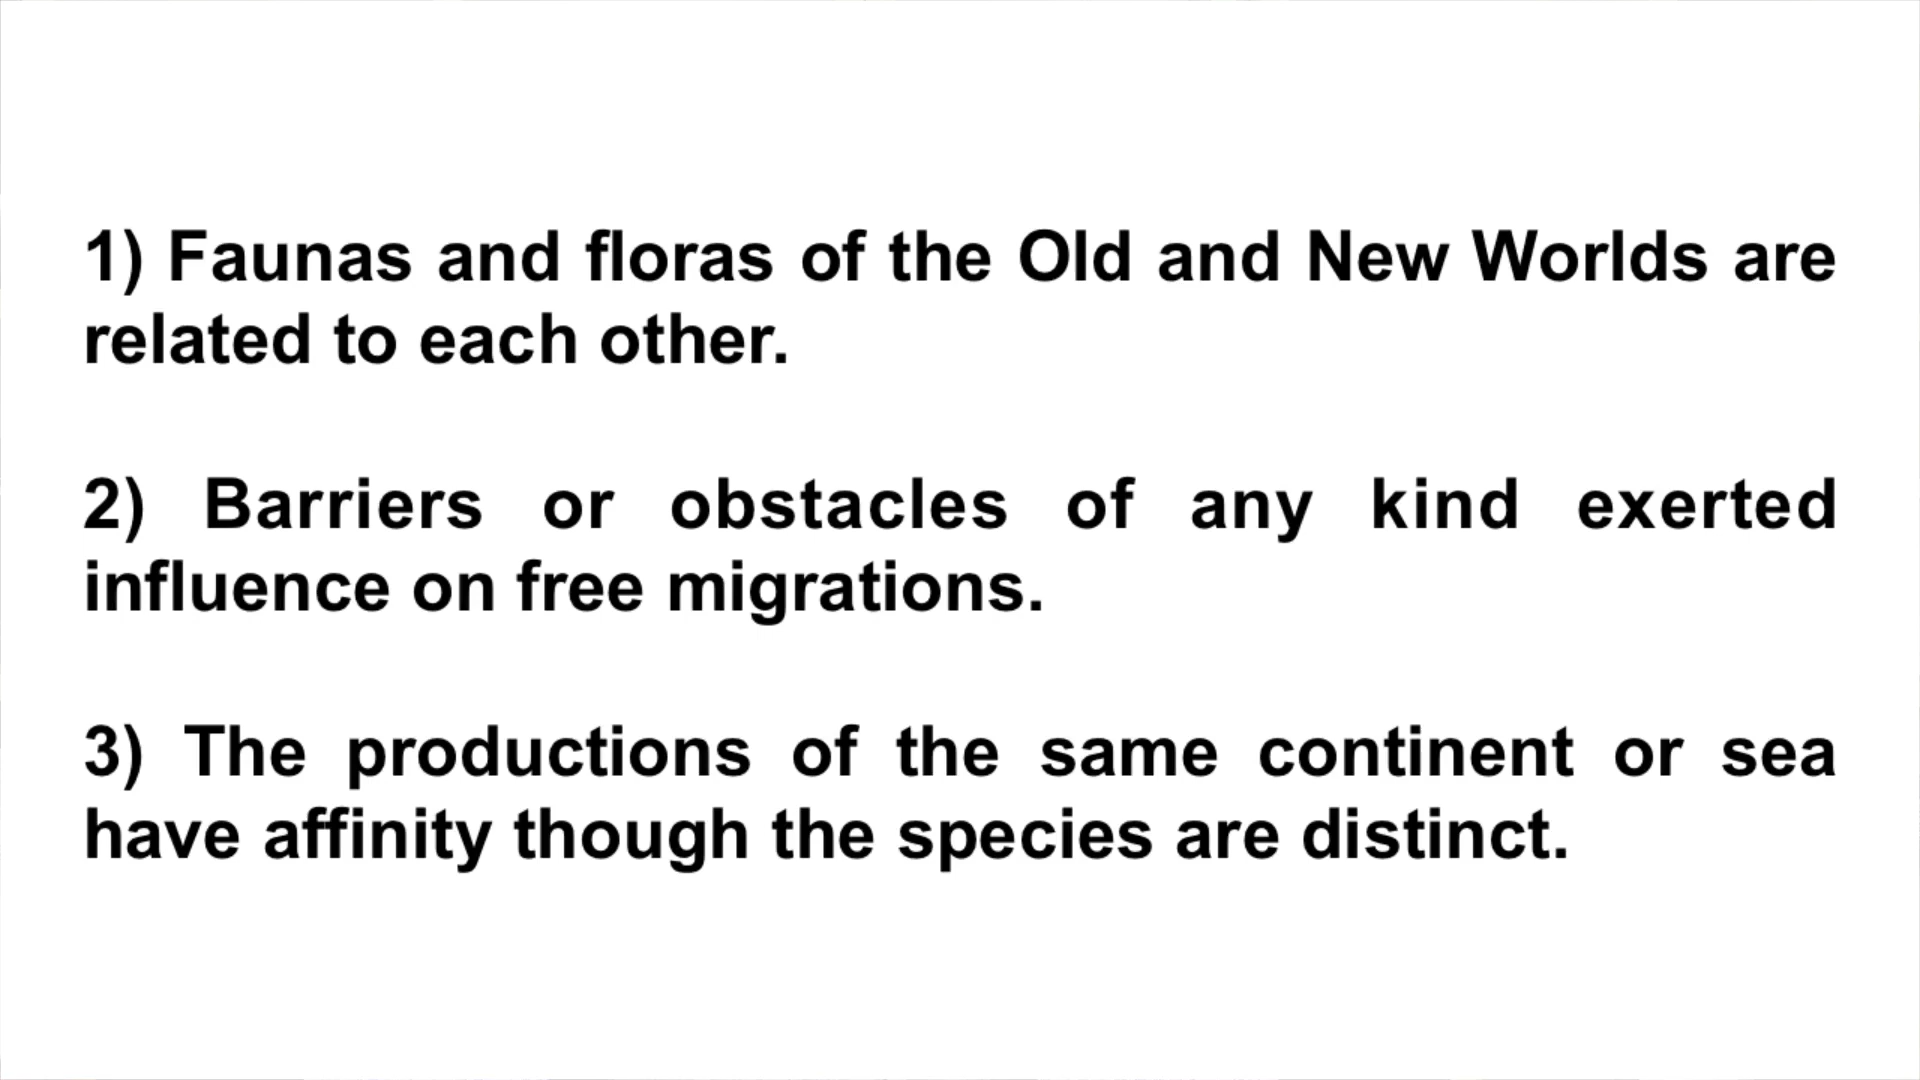 1) Faunas and floras of the Old and New Worlds are
related to each other.
2) Barriers or obstacles of any kind exerted
influence on free migrations.
3) The productions of the same continent or sea
have affinity though the species are distinct.